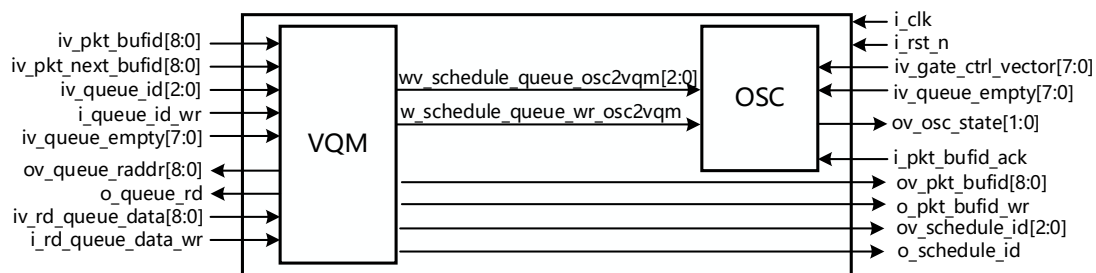 iv_pkt_bufid[8:0]
iv_pkt_next_bufid[8:0]
iv_queue_id[2:0]
i_queue_id_wr
iv_queue_empty[7:0]
ov_queue_raddr[8:0]
o_queue_rd
iv_rd_queue_data[8:0]
i_rd_queue_data_wr
VQM
wv_schedule_queue_osc2vqm[2:0]
w_schedule_queue_wr_osc2vqm
OSC
i_clk
i_rst_n
iv_gate_ctrl_vector[7:0]
iv_queue_empty[7:0]
ov_osc_state[1:0]
i_pkt_bufid_ack
ov_pkt_bufid[8:0]
o_pkt_bufid_wr
ov_schedule_id[2:0]
o_schedule_id